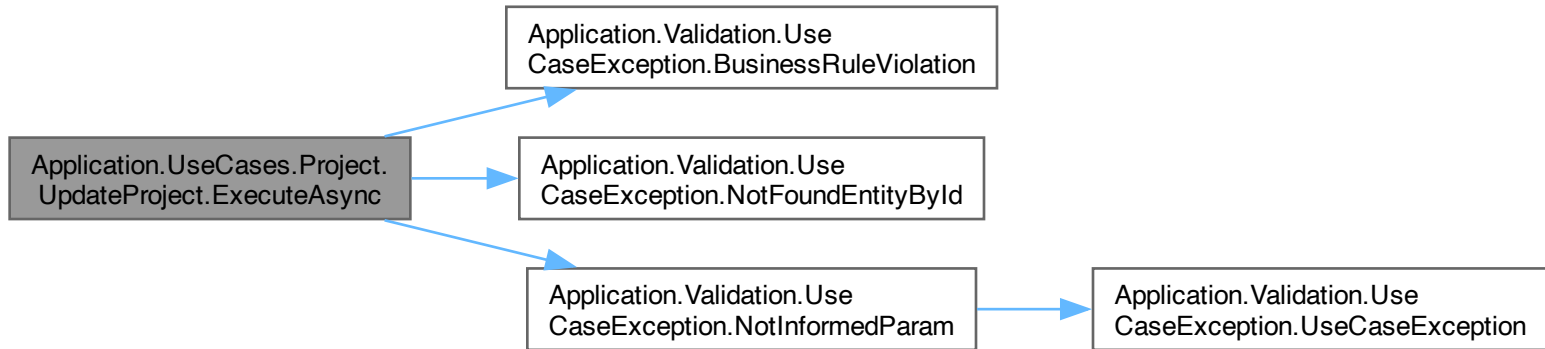 Application.Validation.Use
CaseException.BusinessRuleViolation
Application.UseCases.Project.
UpdateProject.ExecuteAsync
Application.Validation.Use
CaseException.NotFoundEntityById
Application.Validation.Use
CaseException.NotInformedParam
Application.Validation.Use
CaseException.UseCaseException